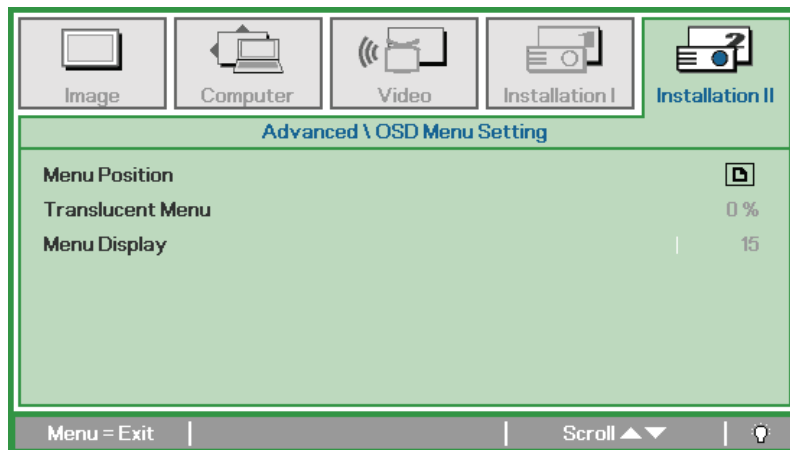 Image Computer Video Installation I Installation II
Advanced \ OSD Menu Setting
Menu Position
Translucent Menu 0 %
Menu Display 15
Menu = Exit Scroll ▲▼